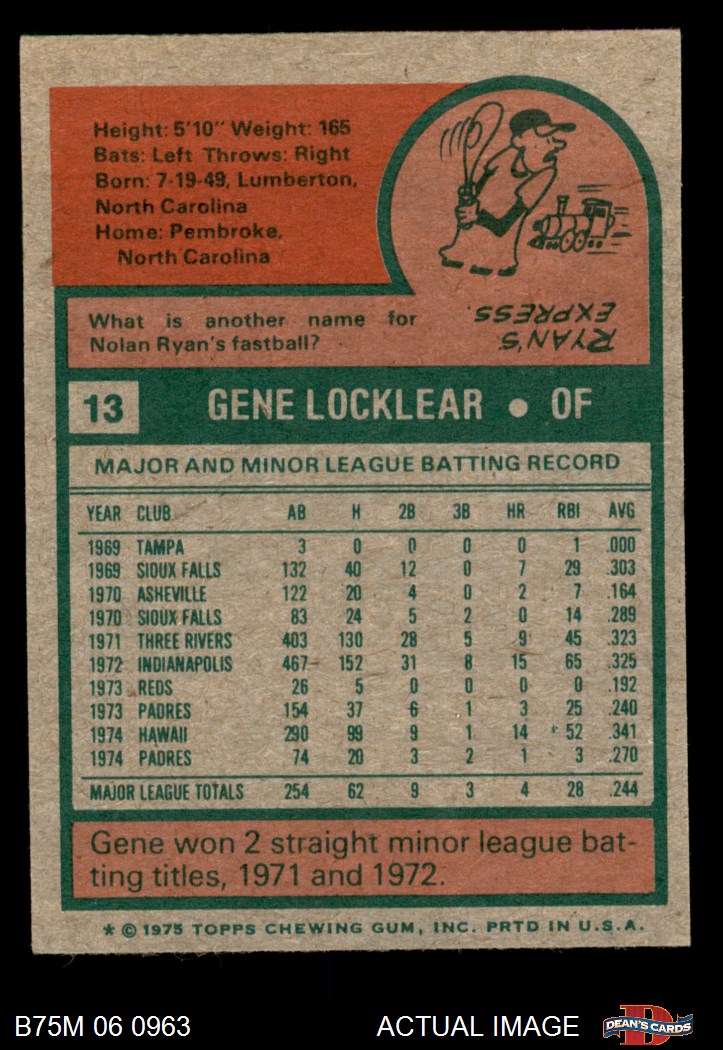 Height: 5'10" Weight: 165
Bats: Left Throws: Right
Born: 7-19-49, Lumberton,
North Carolina
Home: Pembroke,
North Carolina
What is another name for
Nolan Ryan's fastball?
RYAN'S
EXPRESS.
13 GENE LOCKLEAR • OF
MAJOR AND MINOR LEAGUE BATTING RECORD
YEAR CLUB AB H 2B 3B HR RBI AVG
1969 TAMPA 3 0 0 0 0 1 .000
1969 SIOUX FALLS 132 40 12 0 7 29 .303
1970 ASHEVILLE 122 20 4 0 2 7 .164
1970 SIOUX FALLS 83 24 5 2 0 14 .289
1971 THREE RIVERS 403 130 28 5 9 45 .323
1972 INDIANAPOLIS 467 152 31 8 15 65 .325
1973 REDS 26 5 0 0 0 0 .192
1973 PADRES 154 37 6 1 3 25 .240
1974 HAWAII 290 99 9 1 14 52 .341
1974 PADRES 74 20 3 2 1 3 .270
MAJOR LEAGUE TOTALS 254 62 9 3 4 28 .244
Gene won 2 straight minor league bat-
ting titles, 1971 and 1972.
* © 1975 TOPPS CHEWING GUM, INC. PRTD IN U.S.A.
B75M 06 0963 ACTUAL IMAGE D DEAN'S CARDS